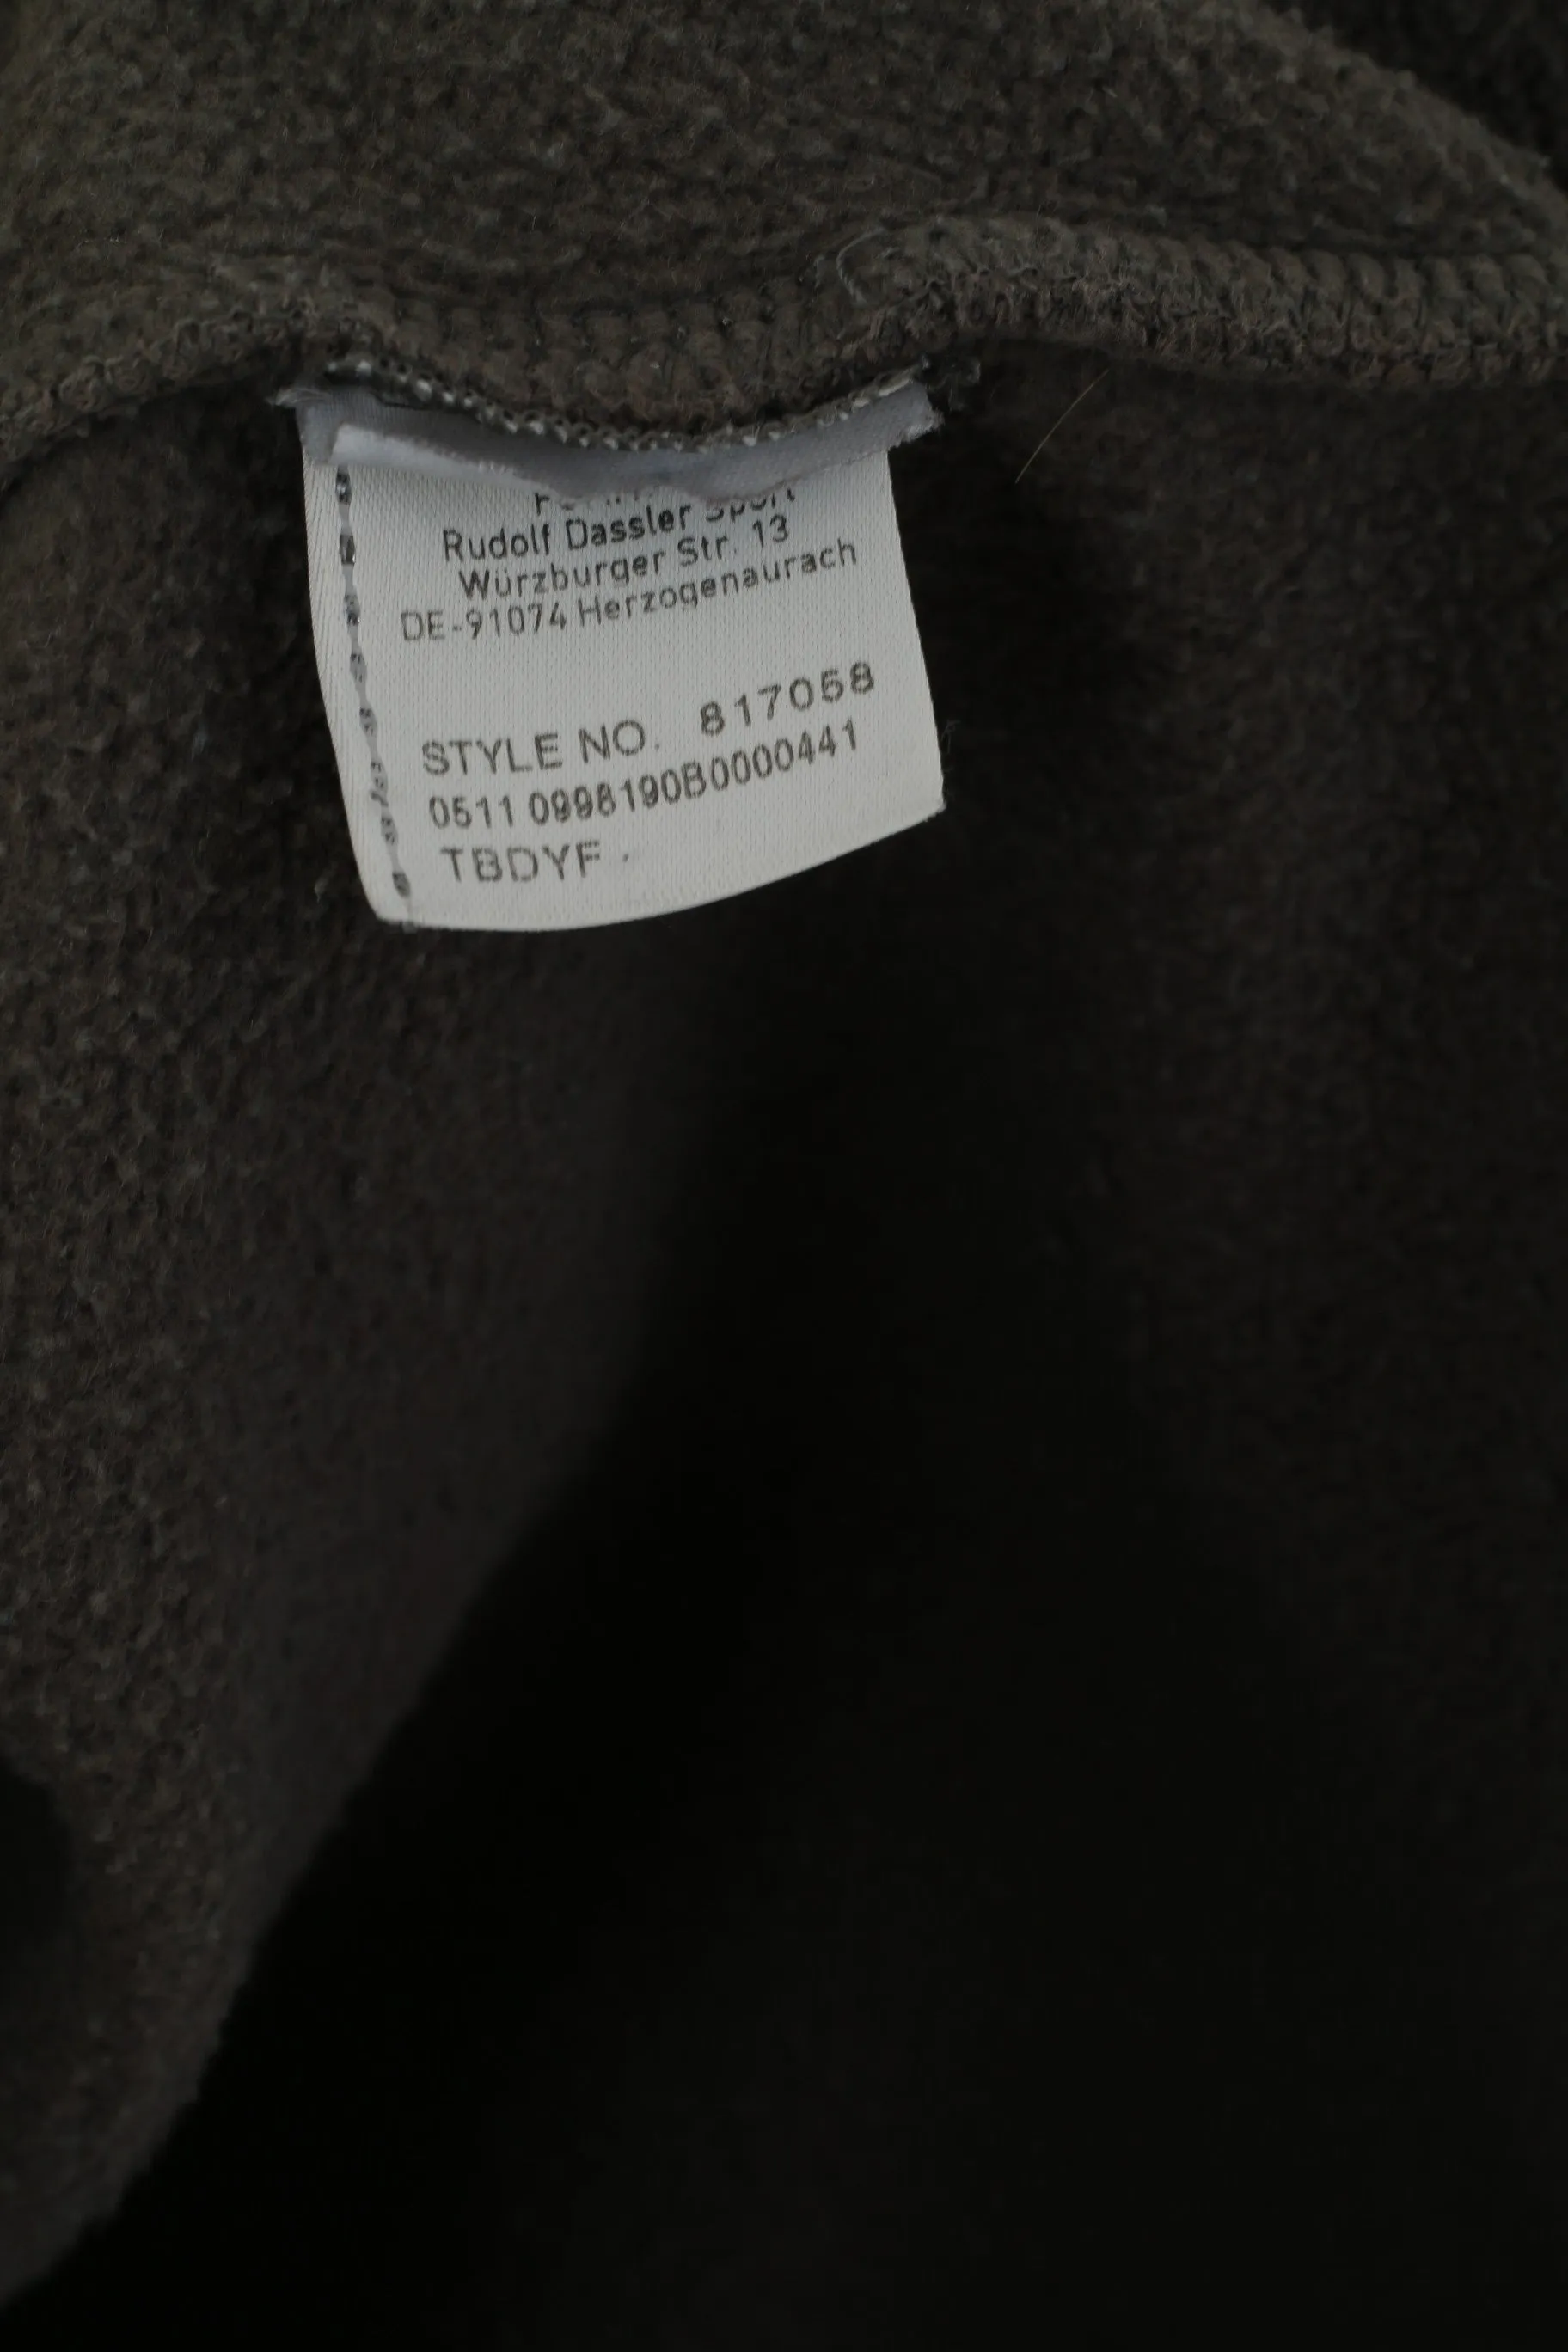 Rudolf Dassler Sport
Würzburger Str. 13
DE-91074 Herzogenaurach
STYLE NO. 817058
0511 0998190B0000441
TBDYF